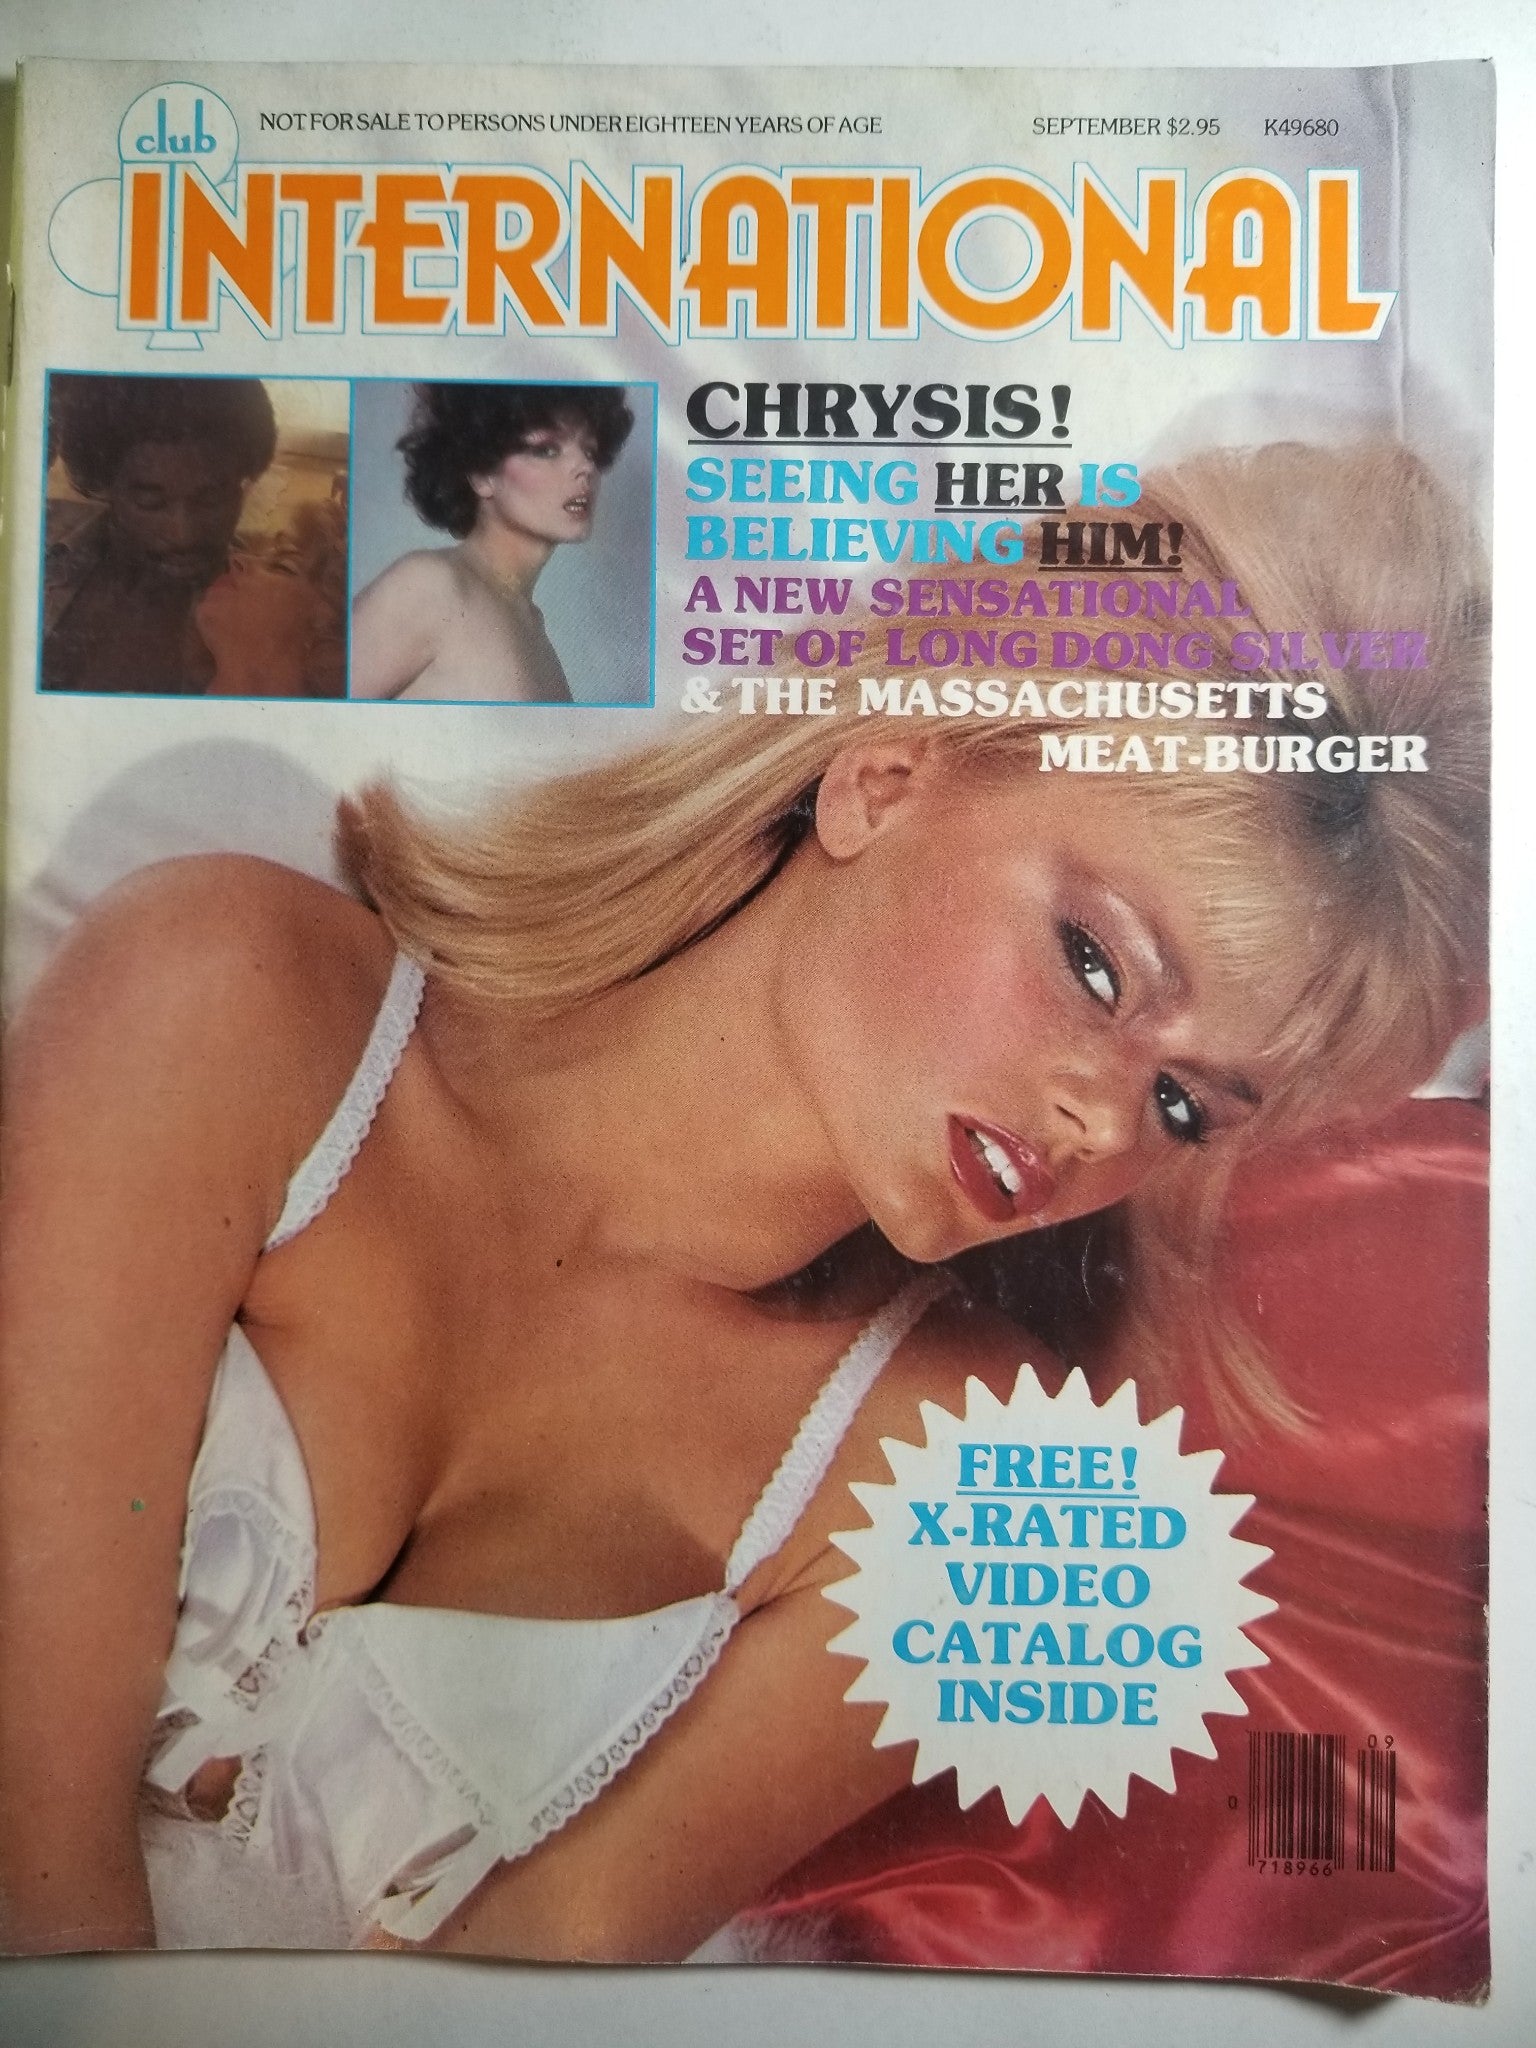 club
NOT FOR SALE TO PERSONS UNDER EIGHTEEN YEARS OF AGE
SEPTEMBER $2.95 K49680
INTERNATIONAL
CHRYSIS!
SEEING HER IS
BELIEVING HIM!
A NEW SENSATIONAL
SET OF LONG DONG SILVER
& THE MASSACHUSETTS
MEAT-BURGER
FREE!
X-RATED
VIDEO
CATALOG
INSIDE
09
0
718966